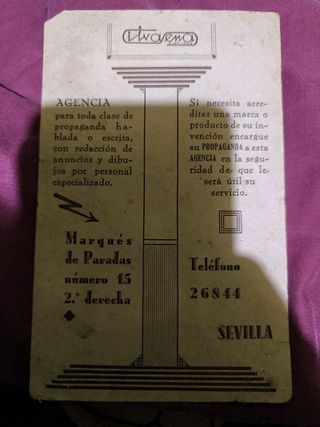 AGENCIA
para toda clase de
propaganda ha-
blada o escrita,
con redacción de
anuncios y dibu-
jos por personal
especializado.
Marqués
de Paradas
número 15
2.º derecha
Si necesita acre-
ditar una marca o
producto de su in-
vención encargue
su PROPAGANDA a esta
AGENCIA en la segu-
ridad de que le
será útil su
servicio.
Teléfono
26844
SEVILLA